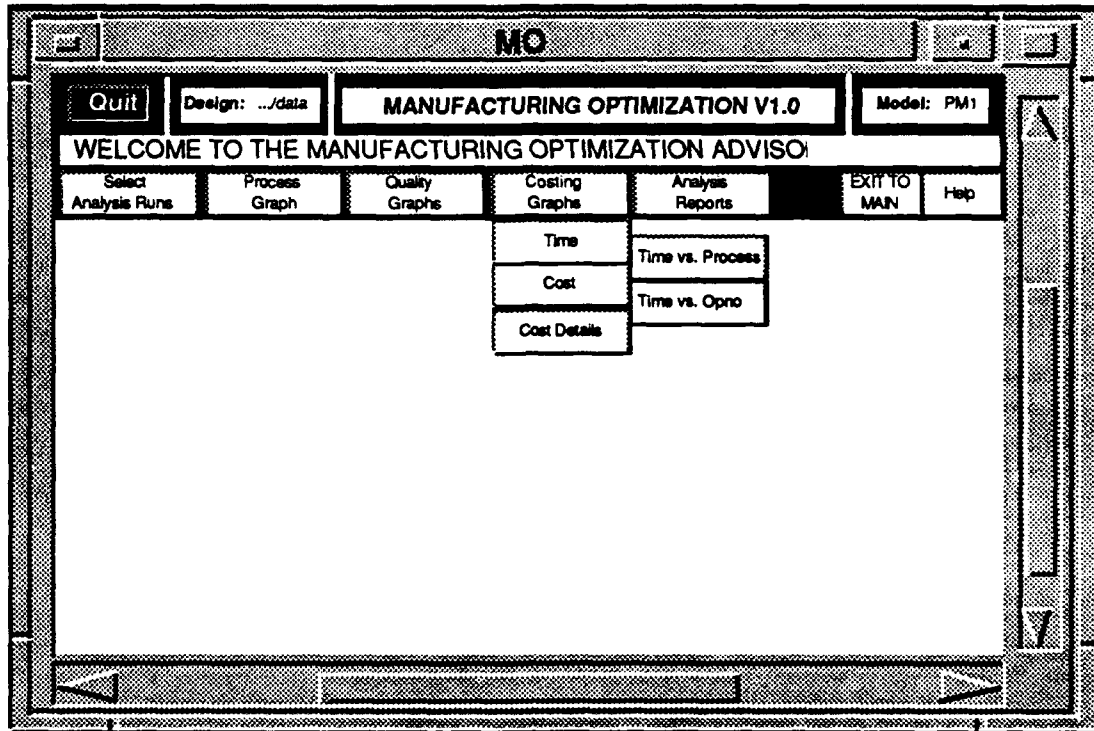 MO
Quit
Design: .../data
MANUFACTURING OPTIMIZATION V1.0
Model: PM1
WELCOME TO THE MANUFACTURING OPTIMIZATION ADVISO
Select
Analysis Runs
Process
Graph
Quality
Graphs
Costing
Graphs
Analysis
Reports
EXIT TO
MAIN
Help
Time
Cost
Cost Details
Time vs. Process
Time vs. Opno